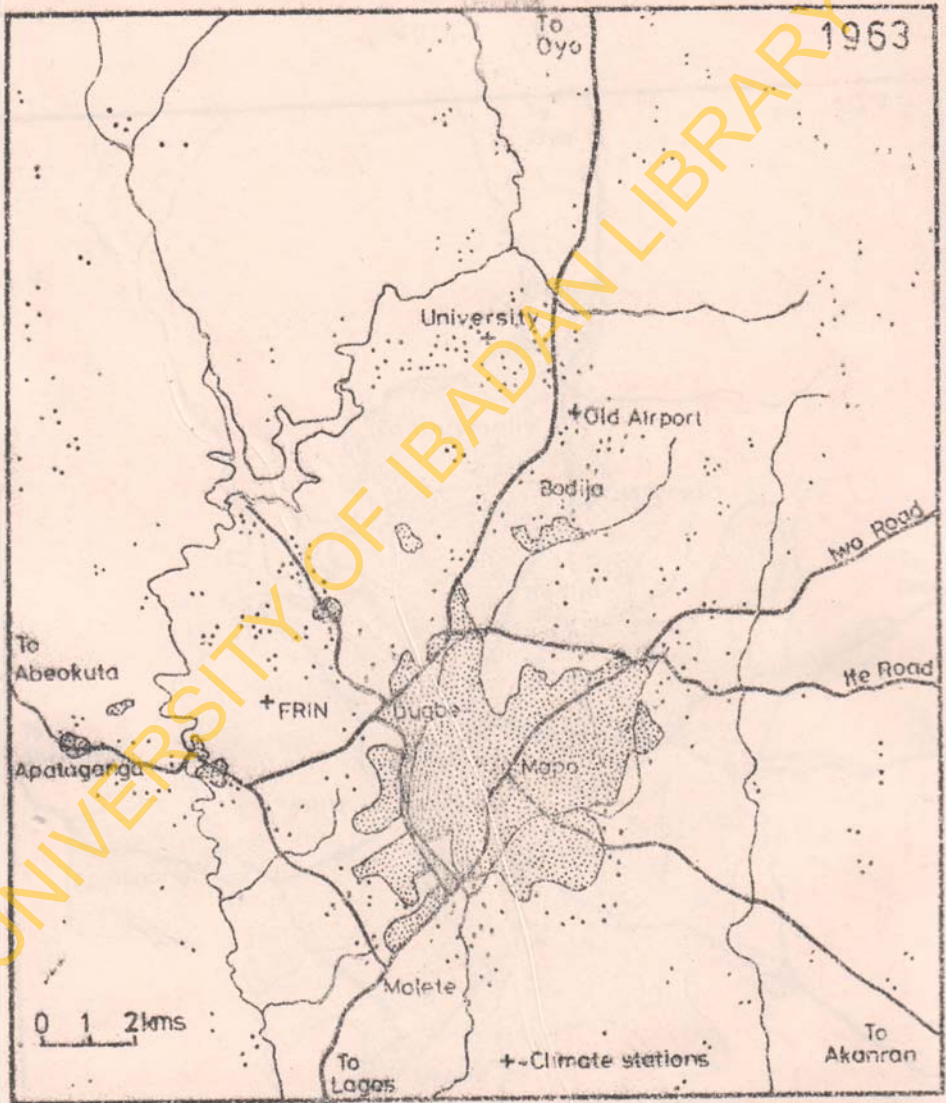 To
Oyo
1963
University
Old Airport
Bodija
Iwo Road
To
Abeokuta
Ife Road
FRIN
Dugbe
Apataganga
Mapo
Molete
0 1 2kms
To
Lagos
+-Climate stations
To
Akanran
UNIVERSITY OF IBADAN LIBRARY